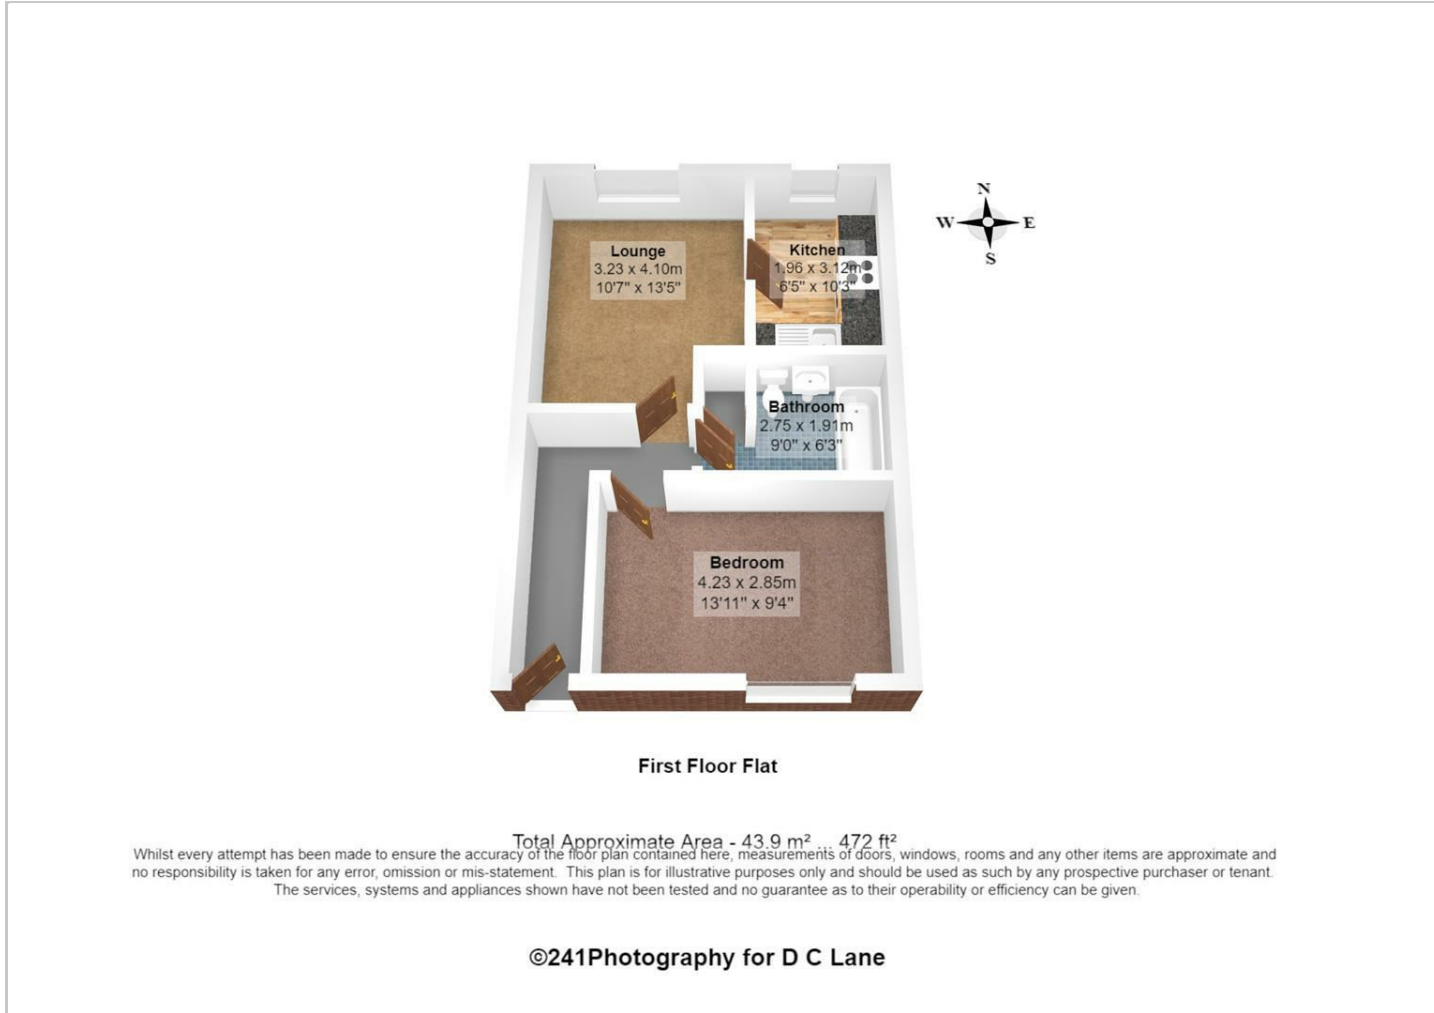 N
W E
S
Lounge
3.23 x 4.10m
10'7" x 13'5"
Kitchen
1.96 x 3.12m
6'5" x 10'3"
Bathroom
2.75 x 1.91m
9'0" x 6'3"
Bedroom
4.23 x 2.85m
13'11" x 9'4"
First Floor Flat
Total Approximate Area - 43.9 m² ... 472 ft²
Whilst every attempt has been made to ensure the accuracy of the floor plan contained here, measurements of doors, windows, rooms and any other items are approximate and
no responsibility is taken for any error, omission or mis-statement. This plan is for illustrative purposes only and should be used as such by any prospective purchaser or tenant.
The services, systems and appliances shown have not been tested and no guarantee as to their operability or efficiency can be given.
©241Photography for D C Lane